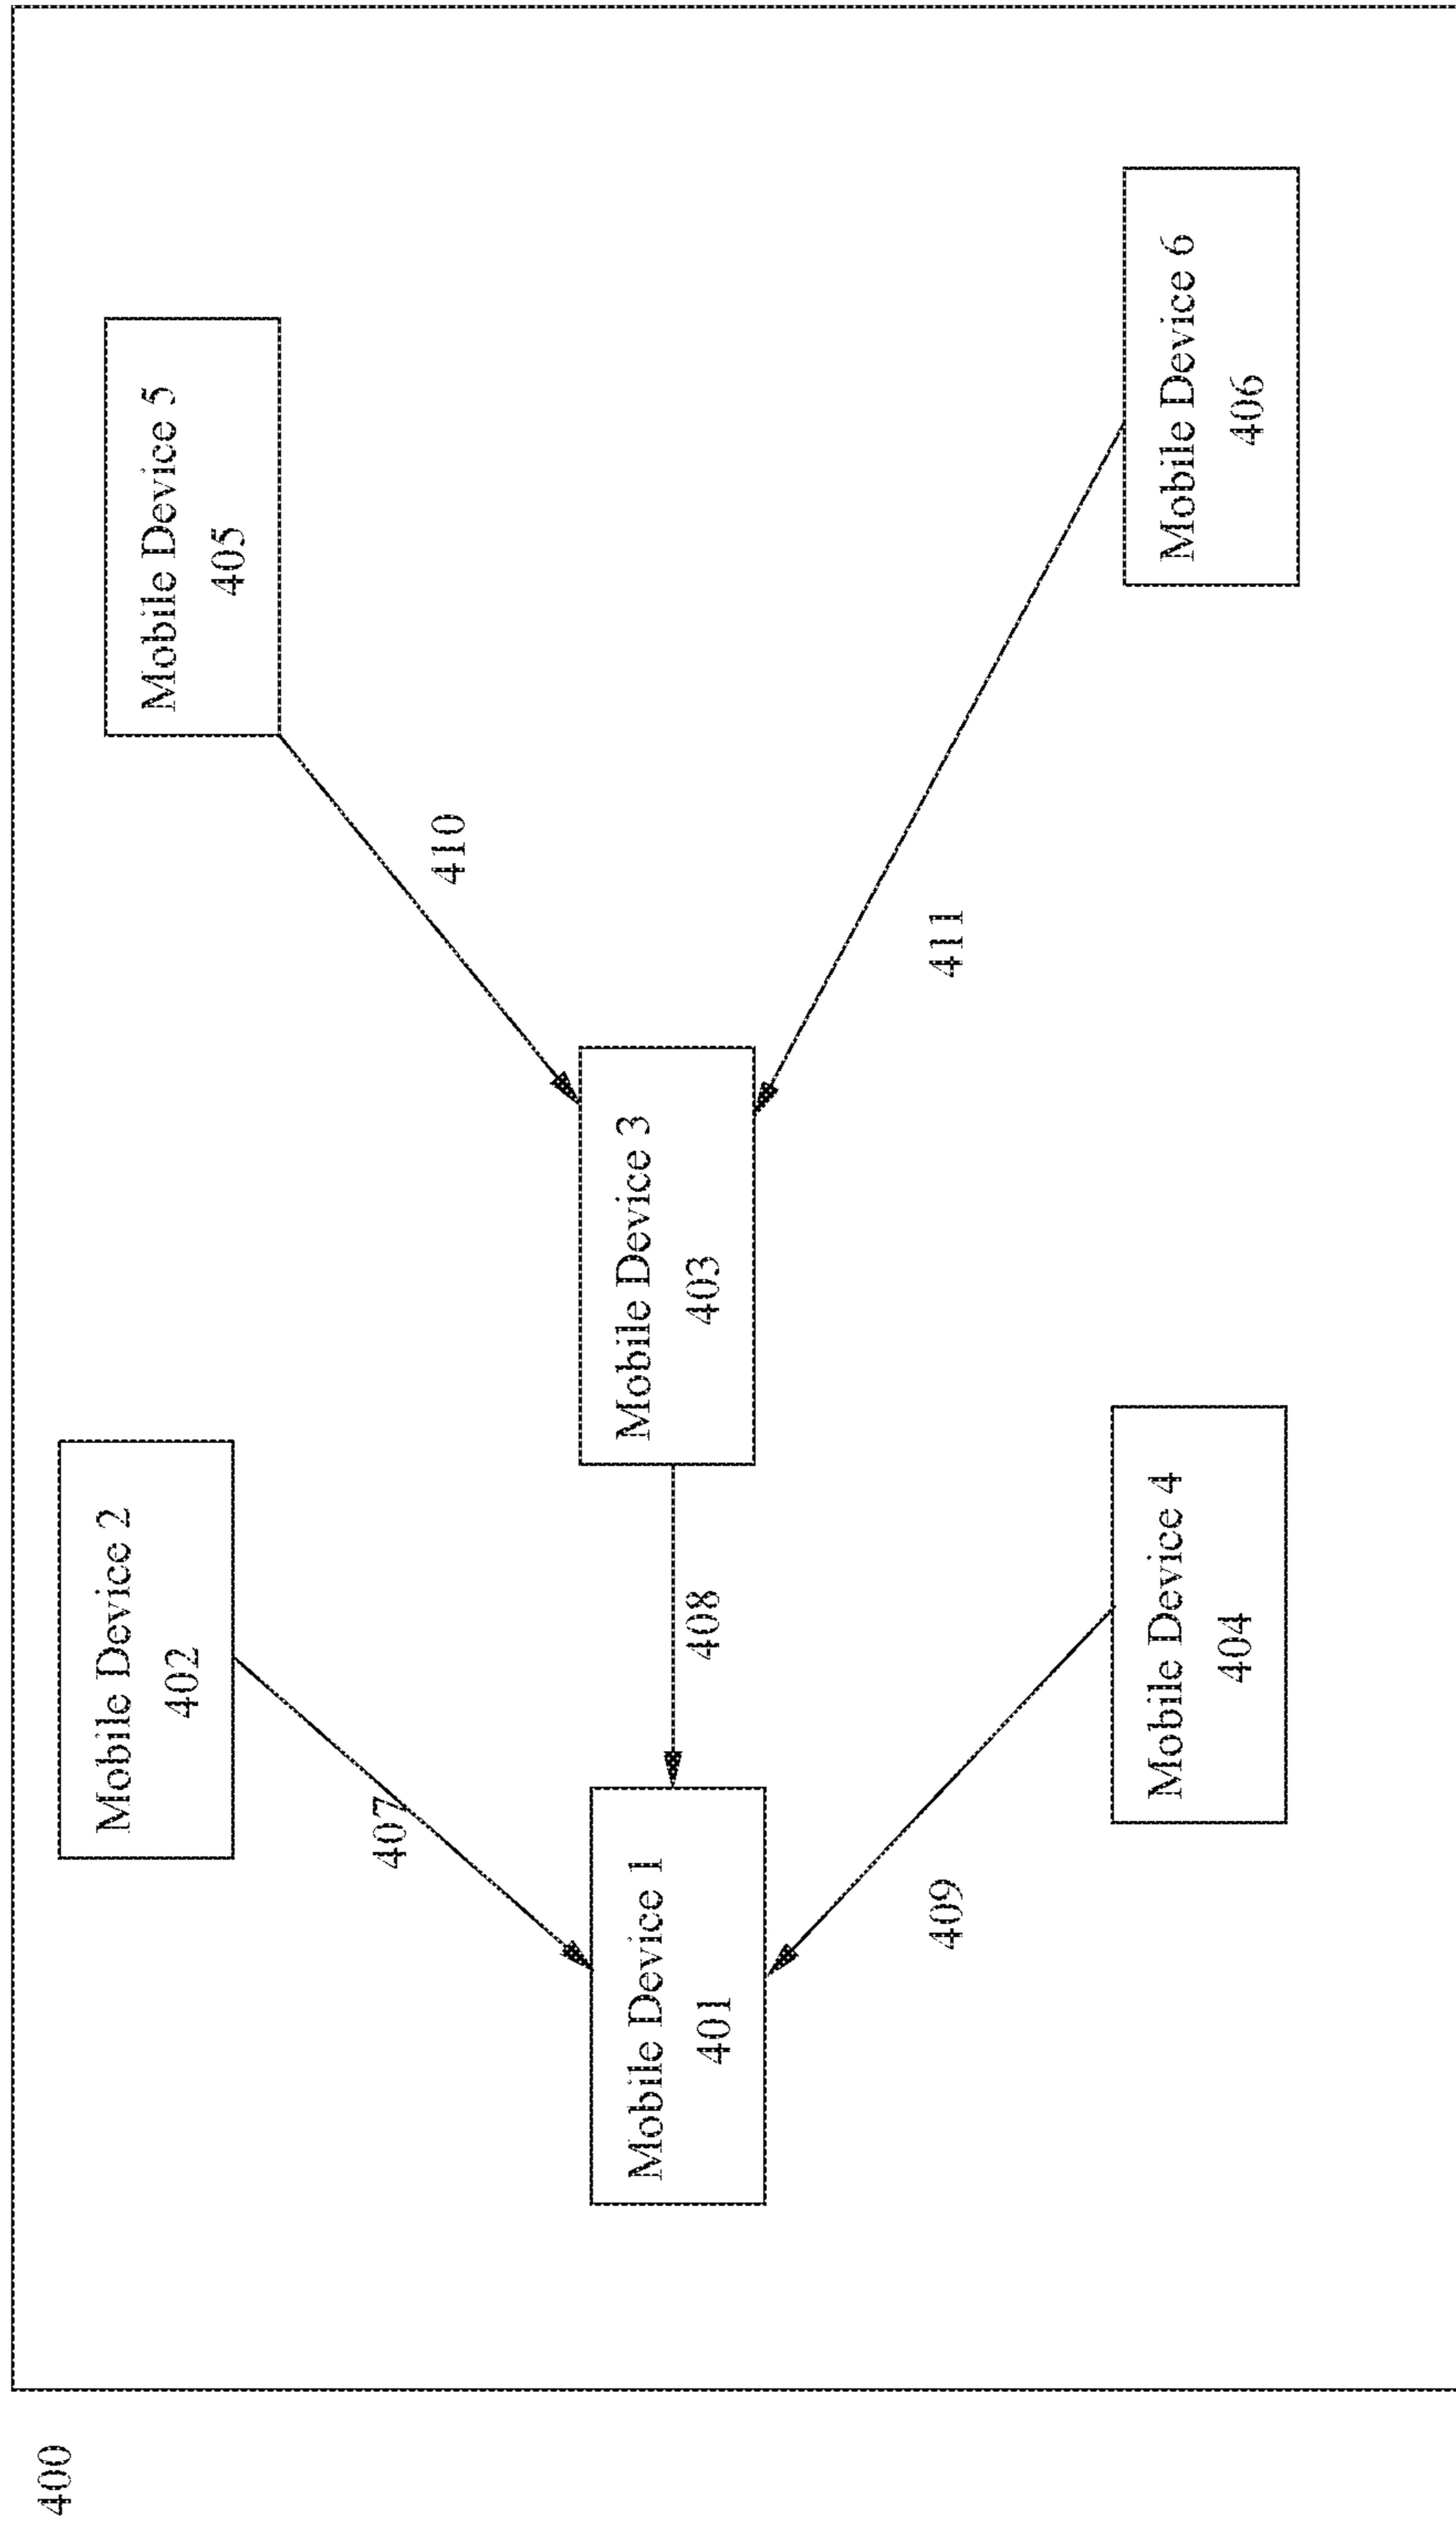 400
Mobile Device 2
402
Mobile Device 5
405
407
410
Mobile Device 1
401
408
Mobile Device 3
403
409
411
Mobile Device 4
404
Mobile Device 6
406